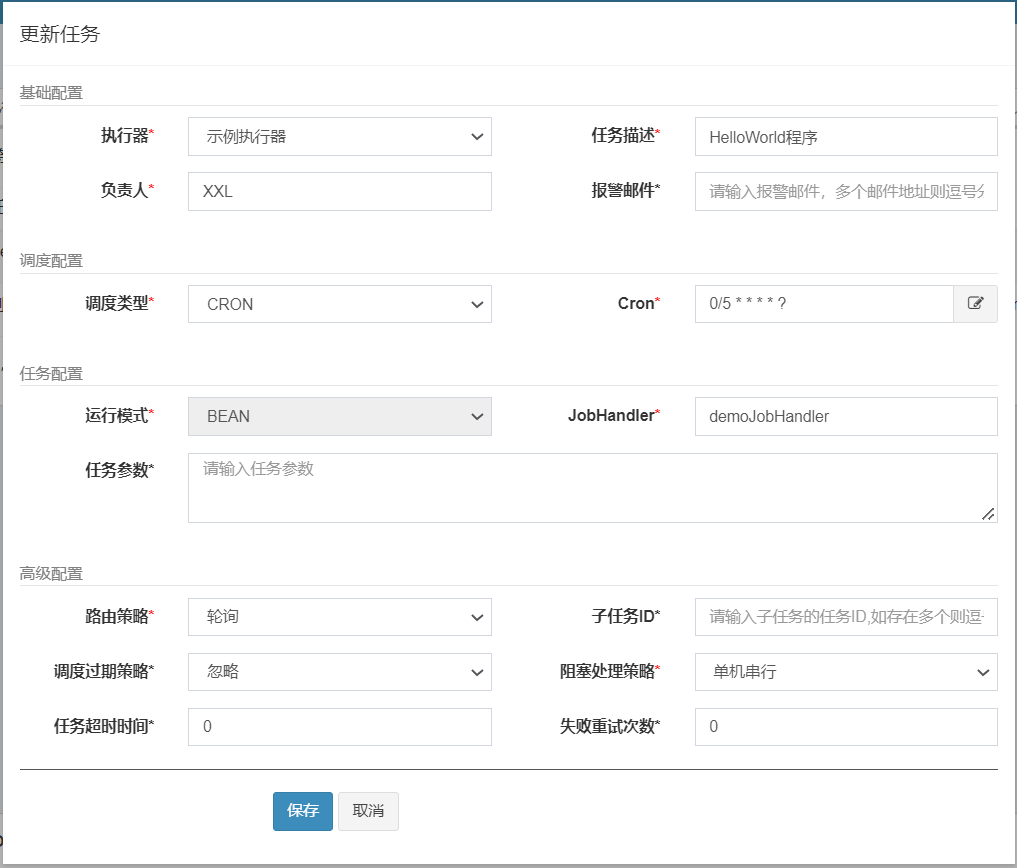 更新任务
基础配置
执行器* 示例执行器 任务描述* HelloWorld程序
负责人* XXL 报警邮件* 请输入报警邮件，多个邮件地址则逗号分
调度配置
调度类型* CRON Cron* 0/5 * * * * ?
任务配置
运行模式* BEAN JobHandler* demoJobHandler
任务参数* 请输入任务参数
高级配置
路由策略* 轮询 子任务ID* 请输入子任务的任务ID,如存在多个则逗
调度过期策略* 忽略 阻塞处理策略* 单机串行
任务超时时间* 0 失败重试次数* 0
保存 取消